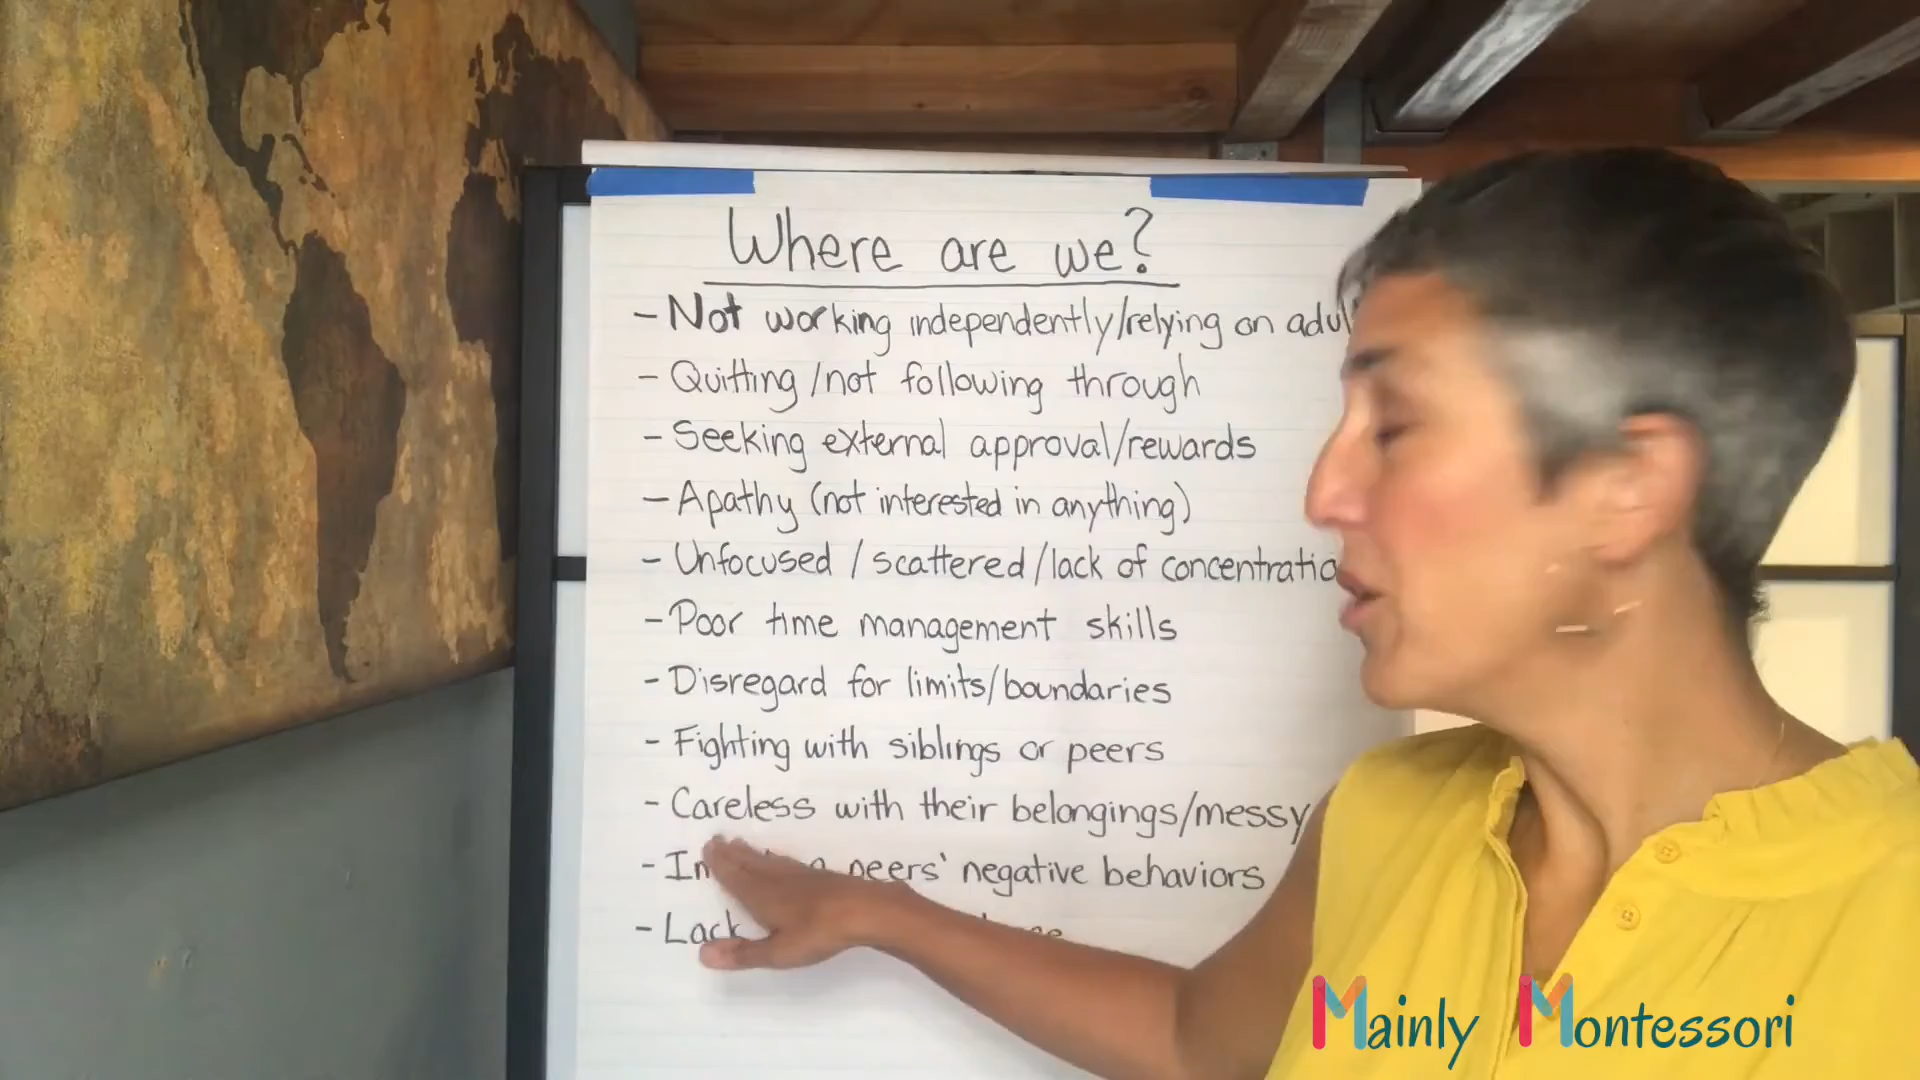 Where are we?
- Not working independently/relying on
- Quitting/not following through
- Seeking external approval/rewards
- Apathy (not interested in anything)
- Unfocused/scattered/lack of
- Poor time management skills
- Disregard for limits/boundaries
- Fighting with siblings or peers
- Careless with their belongings/messy
- peers' negative behaviors
- Lack
Mainly Montessori